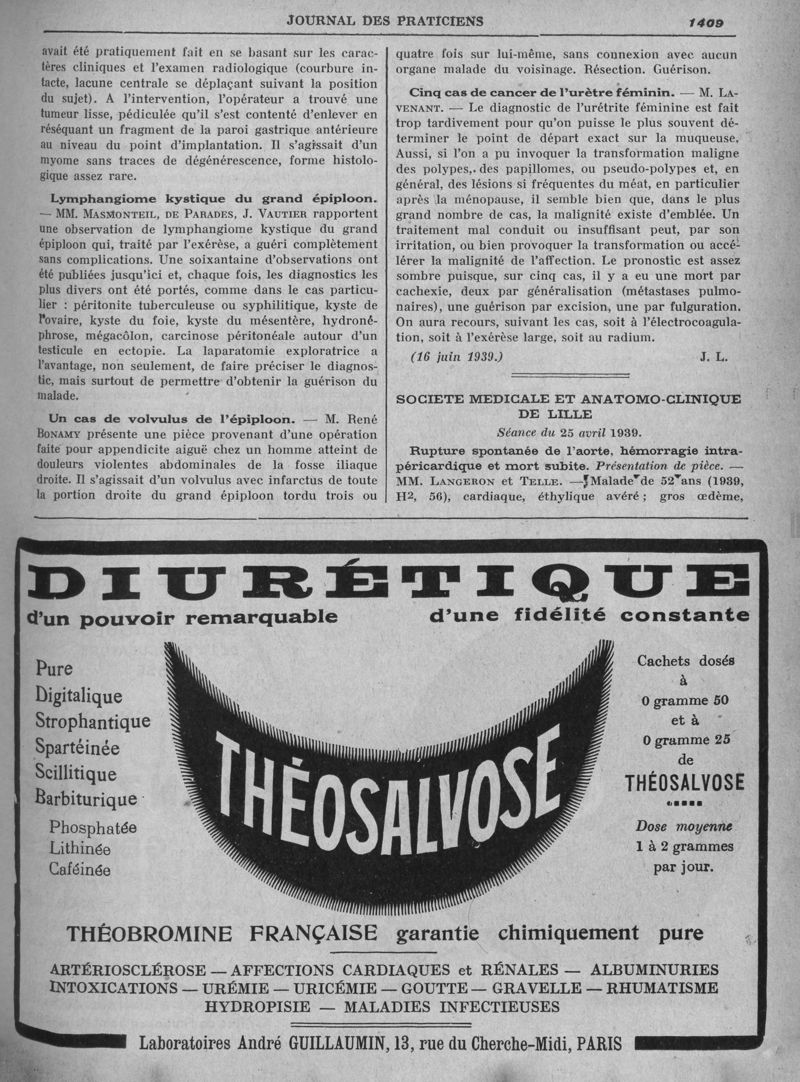 JOURNAL DES PRATICIENS 1409
avait été pratiquement fait en se basant sur les carac-
tères cliniques et l'examen radiologique (courbure in-
tacte, lacune centrale se déplaçant suivant la position
du sujet). A l'intervention, l'opérateur a trouvé une
tumeur lisse, pédiculée qu'il s'est contenté d'enlever en
réséquant un fragment de la paroi gastrique antérieure
au niveau du point d'implantation. Il s'agissait d'un
myome sans traces de dégénérescence, forme histolo-
gique assez rare.
Lymphangiome kystique du grand épiploon.
— MM. MASMONTEIL, DE PARADES, J. VAUTIER rapportent
une observation de lymphangiome kystique du grand
épiploon qui, traité par l'exérèse, a guéri complètement
sans complications. Une soixantaine d'observations ont
été publiées jusqu'ici et, chaque fois, les diagnostics les
plus divers ont été portés, comme dans le cas particu-
lier : péritonite tuberculeuse ou syphilitique, kyste de
l'ovaire, kyste du foie, kyste du mésentère, hydroné-
phrose, mégacôlon, carcinose péritonéale autour d'un
testicule en ectopie. La laparatomie exploratrice a
l'avantage, non seulement, de faire préciser le diagnos-
tic, mais surtout de permettre d'obtenir la guérison du
malade.
Un cas de volvulus de l'épiploon. — M. René
BONAMY présente une pièce provenant d'une opération
faite pour appendicite aiguë chez un homme atteint de
douleurs violentes abdominales de la fosse iliaque
droite. Il s'agissait d'un volvulus avec infarctus de toute
la portion droite du grand épiploon tordu trois ou
quatre fois sur lui-même, sans connexion avec aucun
organe malade du voisinage. Résection. Guérison.
Cinq cas de cancer de l'urètre féminin. — M. LA-
VENANT. — Le diagnostic de l'urétrite féminine est fait
trop tardivement pour qu'on puisse le plus souvent dé-
terminer le point de départ exact sur la muqueuse.
Aussi, si l'on a pu invoquer la transformation maligne
des polypes, des papillomes, ou pseudo-polypes et, en
général, des lésions si fréquentes du méat, en particulier
après la ménopause, il semble bien que, dans le plus
grand nombre de cas, la malignité existe d'emblée. Un
traitement mal conduit ou insuffisant peut, par son
irritation, ou bien provoquer la transformation ou accé-
lérer la malignité de l'affection. Le pronostic est assez
sombre puisque, sur cinq cas, il y a eu une mort par
cachexie, deux par généralisation (métastases pulmo-
naires), une guérison par excision, une par fulguration.
On aura recours, suivant les cas, soit à l'électrocoagula-
tion, soit à l'exérèse large, soit au radium.
(16 juin 1939.) J. L.
SOCIETE MEDICALE ET ANATOMO-CLINIQUE
DE LILLE
Séance du 25 avril 1939.
Rupture spontanée de l'aorte, hémorragie intra-
péricardique et mort subite. Présentation de pièce. —
MM. LANGERON et TELLE. — Malade de 52 ans (1939,
H2, 56), cardiaque, éthylique avéré ; gros œdème,
DIURÉTIQUE
d'un pouvoir remarquable d'une fidélité constante
Pure
Digitalique
Strophantique
Spartéinée
Scillitique
Barbiturique
Phosphatée
Lithinée
Caféinée
THÉOSALVOSE
Cachets dosés
à
0 gramme 50
et à
0 gramme 25
de
THÉOSALVOSE
Dose moyenne
1 à 2 grammes
par jour.
THÉOBROMINE FRANÇAISE garantie chimiquement pure
ARTÉRIOSCLÉROSE — AFFECTIONS CARDIAQUES et RÉNALES — ALBUMINURIES
INTOXICATIONS — URÉMIE — URICÉMIE — GOUTTE — GRAVELLE — RHUMATISME
HYDROPISIE — MALADIES INFECTIEUSES
Laboratoires André GUILLAUMIN, 13, rue du Cherche-Midi, PARIS